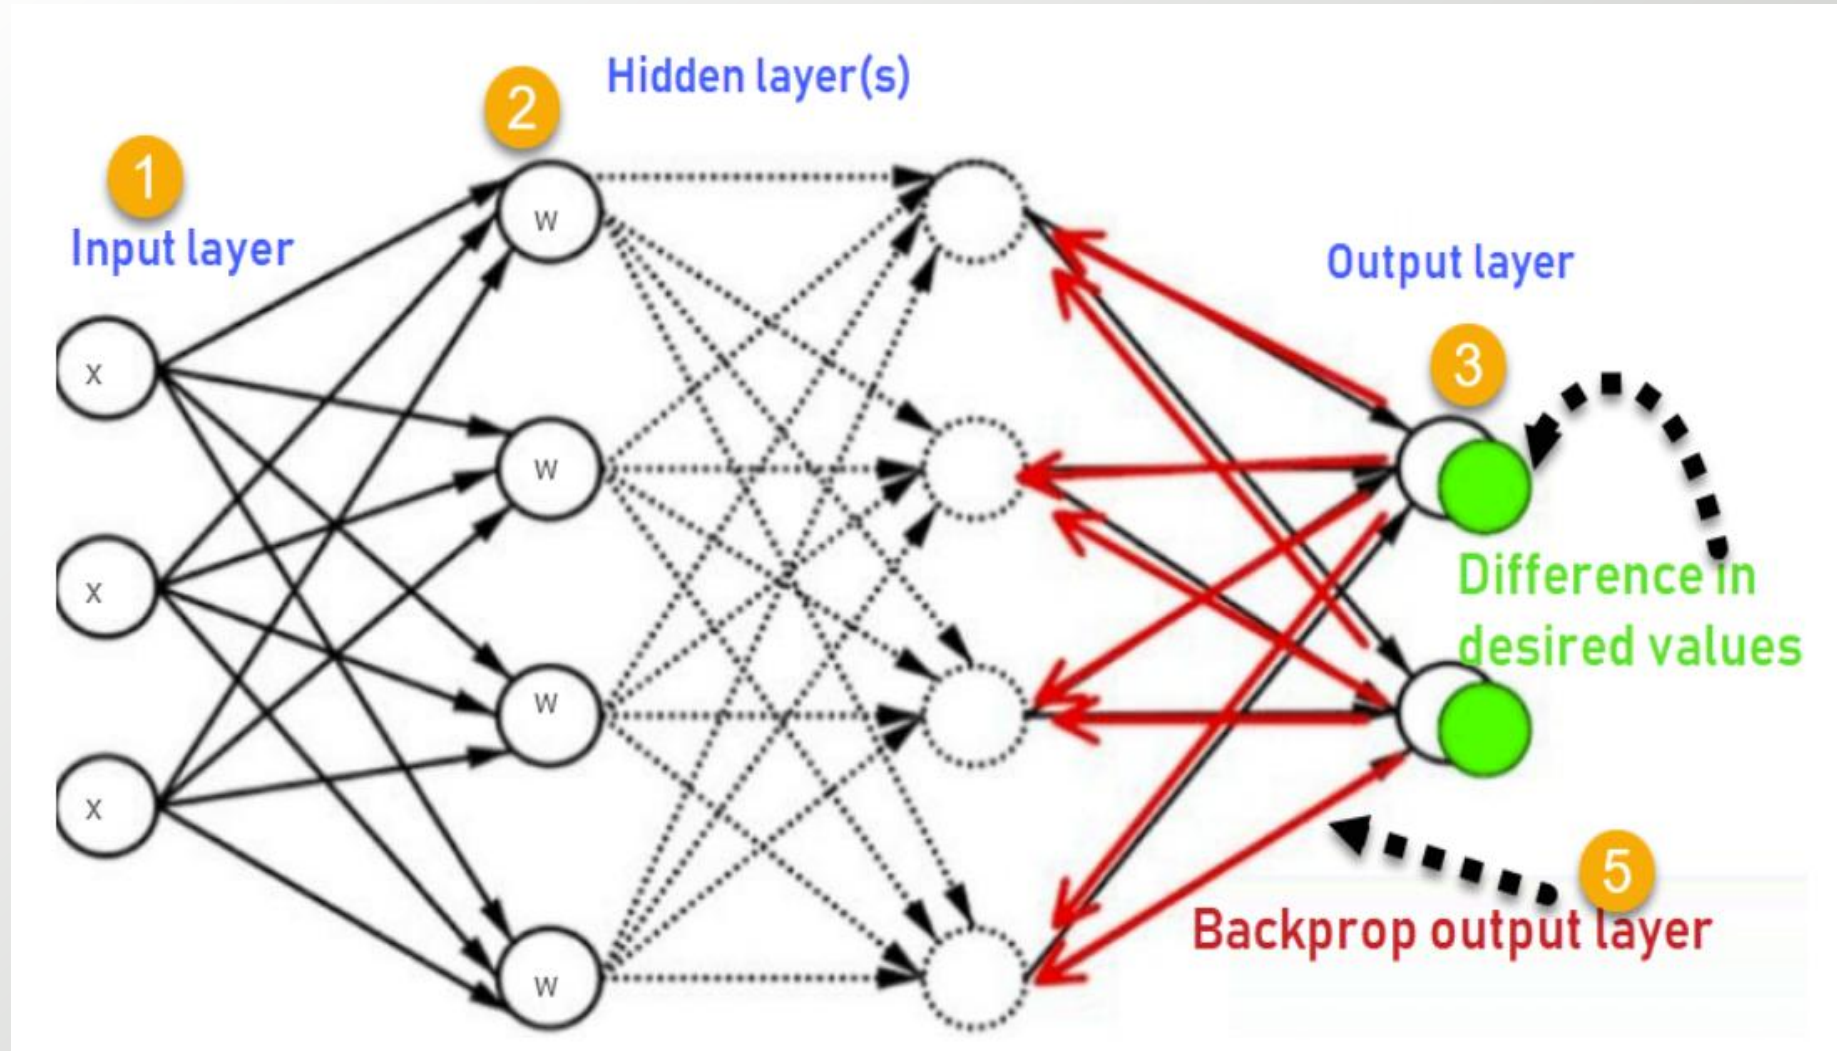 2
Hidden layer(s)
1
Input layer
Output layer
3
x
x
x
w
w
w
w
Difference in
desired values
5
Backprop output layer